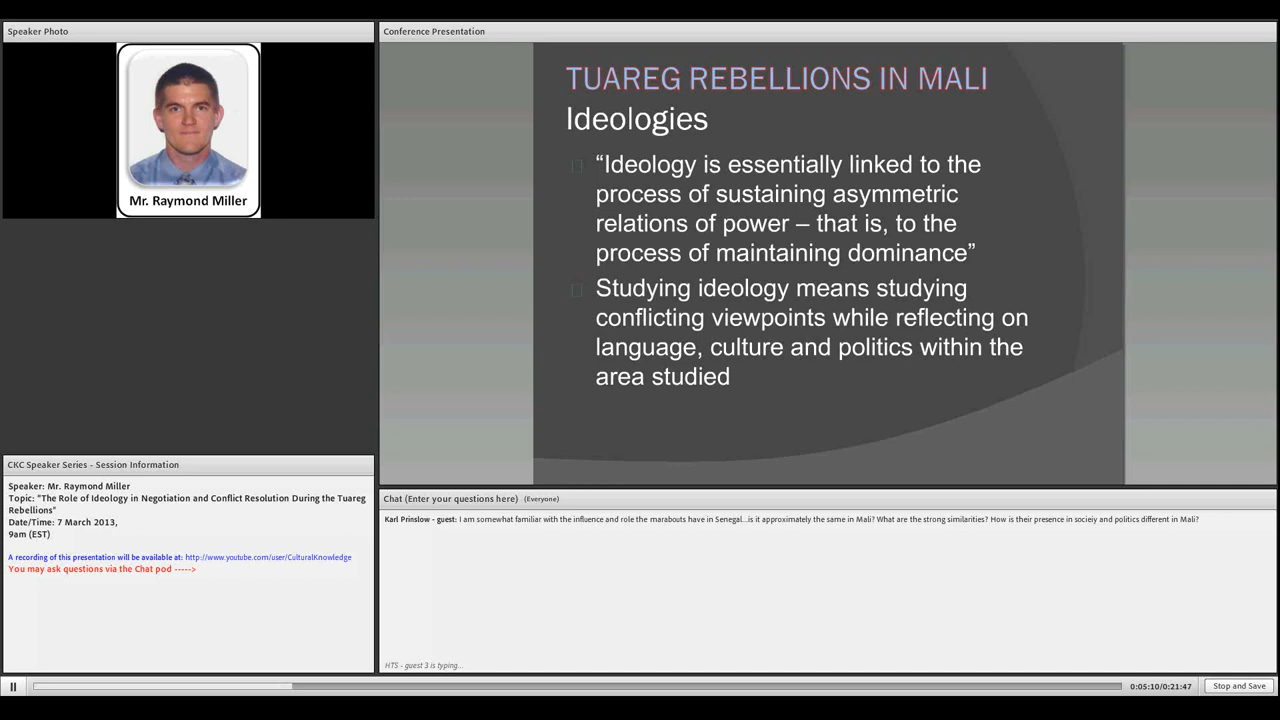 Speaker Photo
Mr. Raymond Miller
Conference Presentation
TUAREG REBELLIONS IN MALI
Ideologies
“Ideology is essentially linked to the
process of sustaining asymmetric
relations of power – that is, to the
process of maintaining dominance”
Studying ideology means studying
conflicting viewpoints while reflecting on
language, culture and politics within the
area studied
CKC Speaker Series - Session Information
Speaker: Mr. Raymond Miller
Topic: "The Role of Ideology in Negotiation and Conflict Resolution During the Tuareg
Rebellions"
Date/Time: 7 March 2013,
9am (EST)
A recording of this presentation will be available at: http://www.youtube.com/user/CulturalKnowledge
You may ask questions via the Chat pod ----->
Chat (Enter your questions here) (Everyone)
Karl Prinslow - guest: I am somewhat familiar with the influence and role the marabouts have in Senegal...is it approximately the same in Mali? What are the strong similarities? How is their presence in socieiy and politics different in Mali?
HTS - guest 3 is typing...
0:05:10/0:21:47
Stop and Save